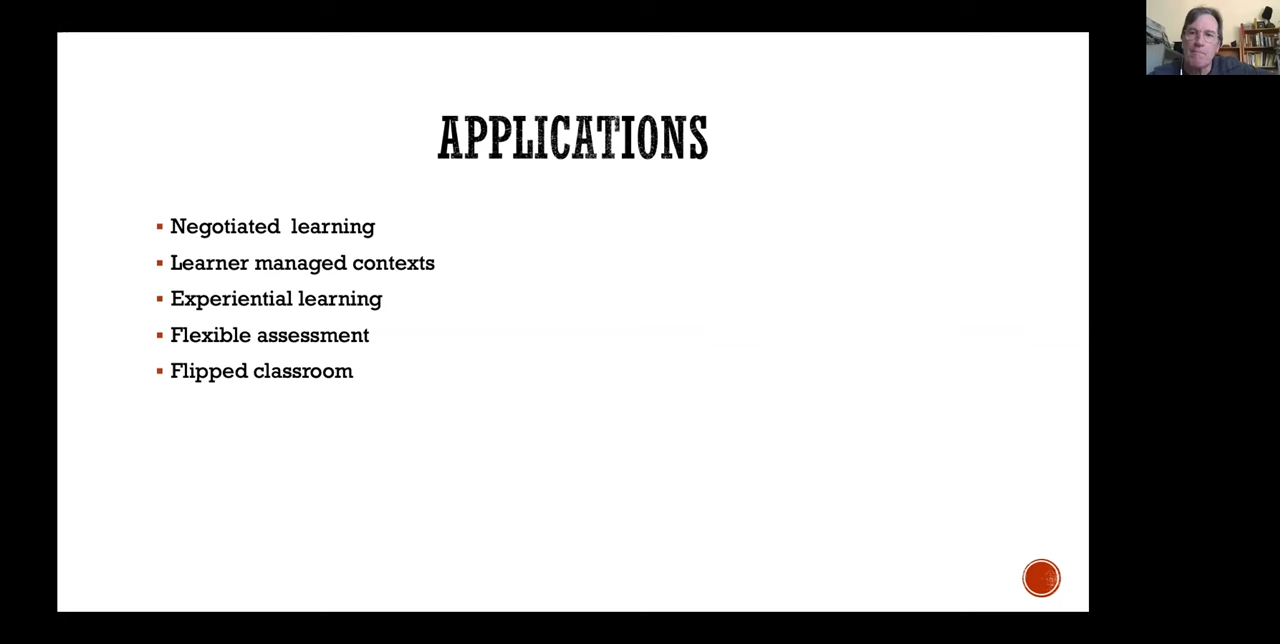 APPLICATIONS
Negotiated learning
Learner managed contexts
Experiential learning
Flexible assessment
Flipped classroom